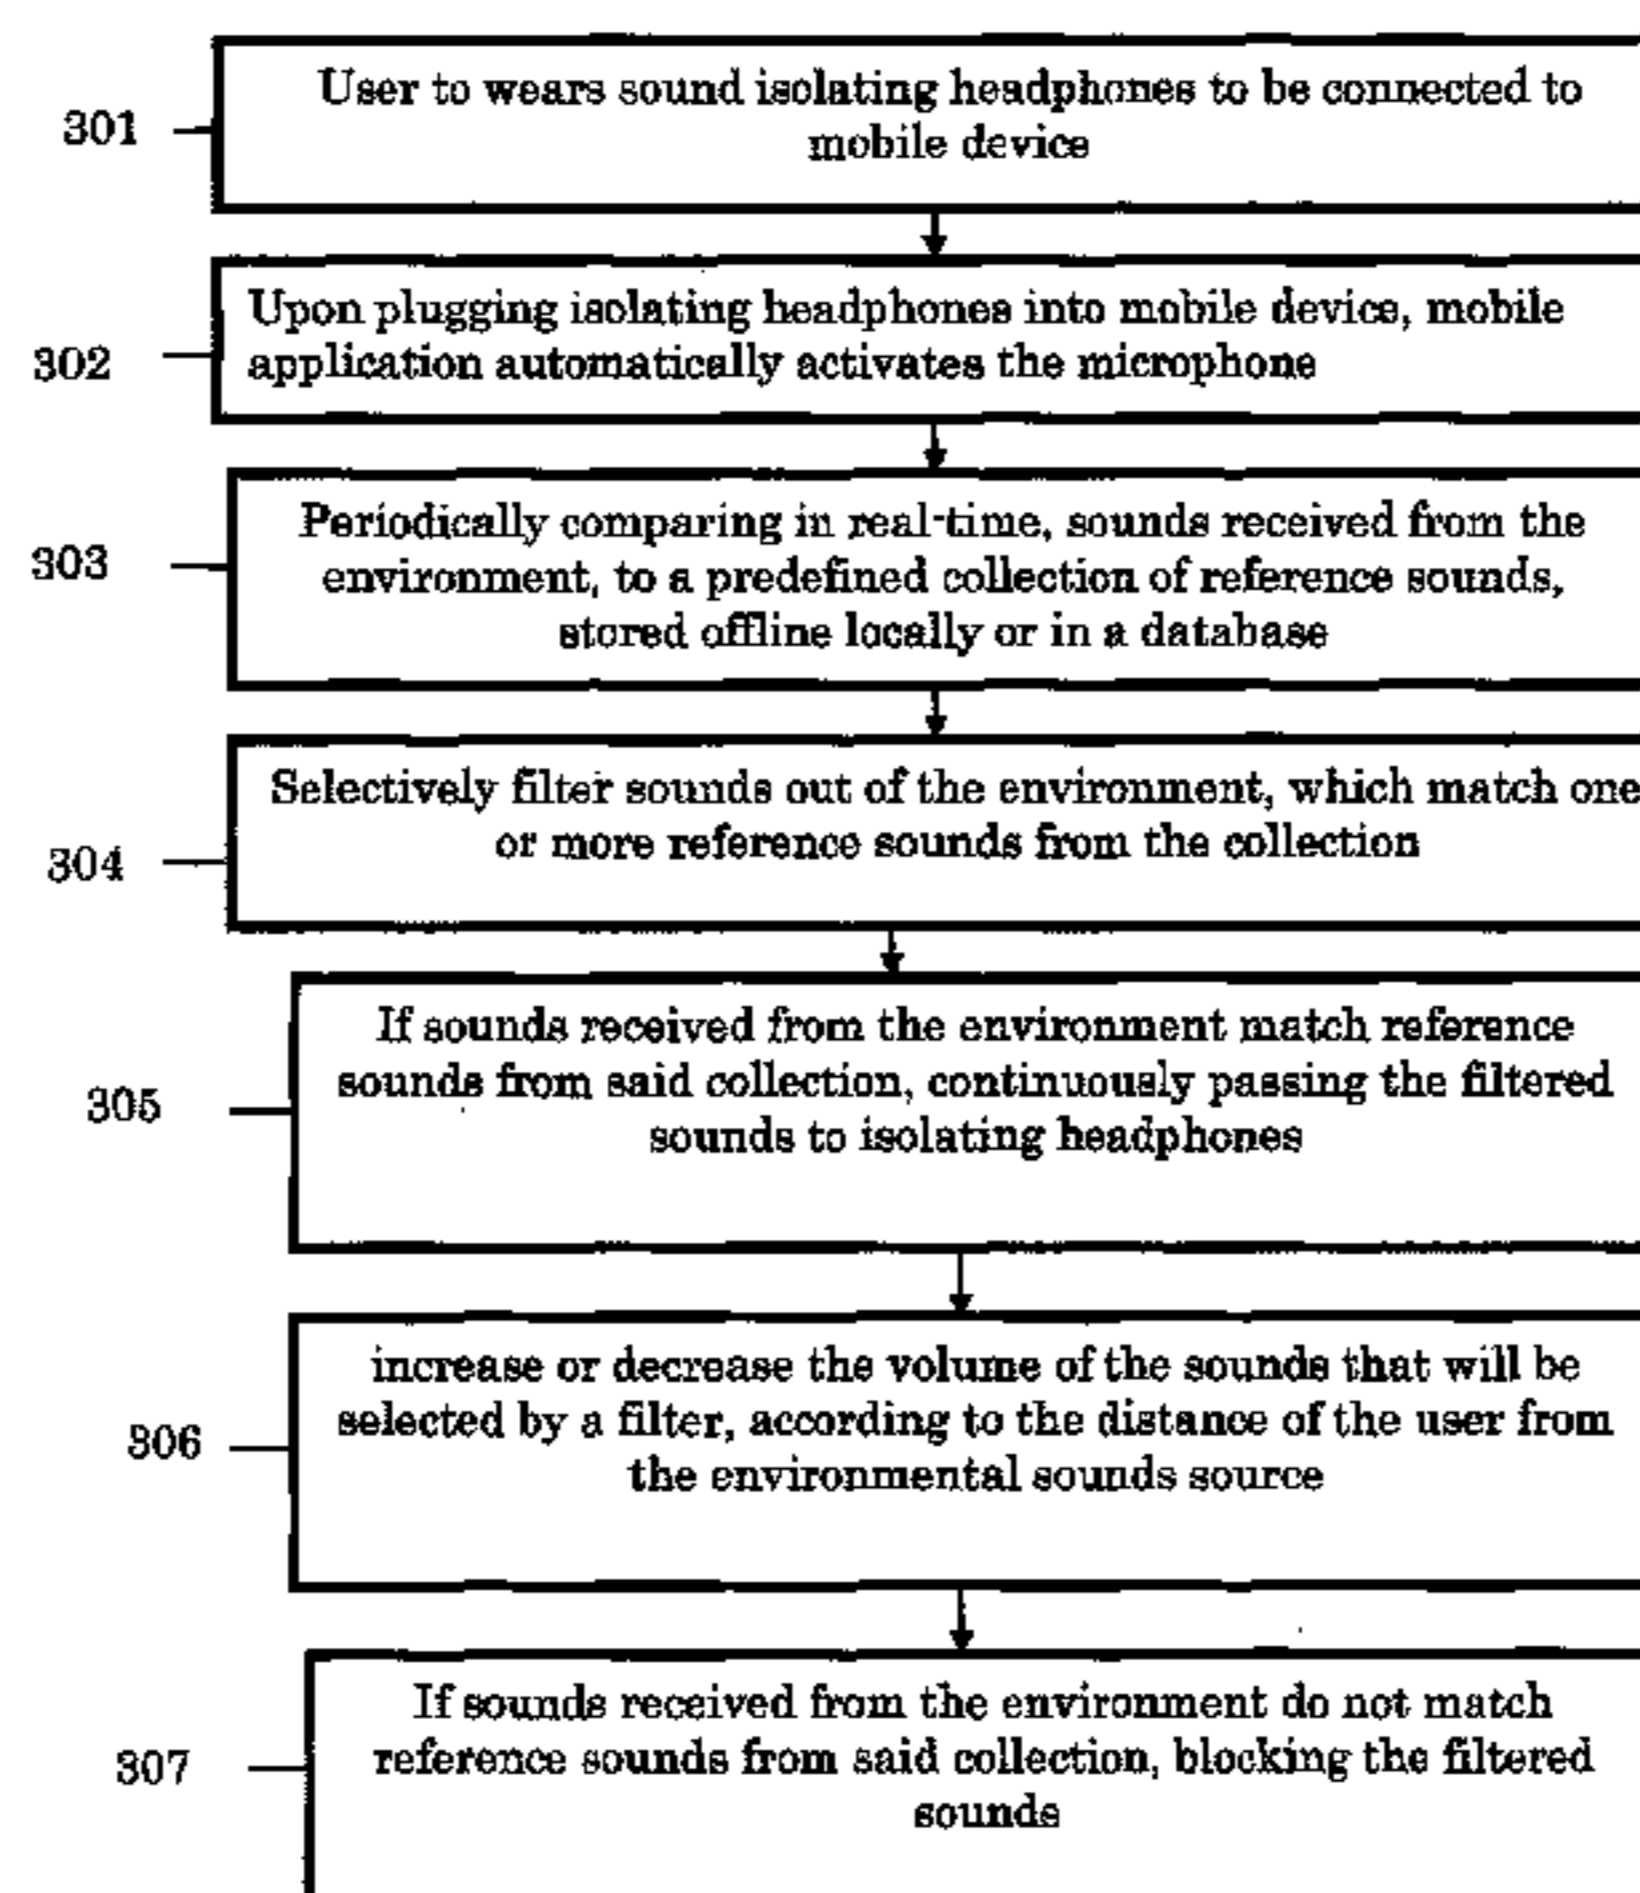 User to wears sound isolating headphones to be connected to
mobile device
301
Upon plugging isolating headphones into mobile device, mobile
application automatically activates the microphone
302
Periodically comparing in real-time, sounds received from the
environment, to a predefined collection of reference sounds,
stored offline locally or in a database
303
Selectively filter sounds out of the environment, which match one
or more reference sounds from the collection
304
If sounds received from the environment match reference
sounds from said collection, continuously passing the filtered
sounds to isolating headphones
305
increase or decrease the volume of the sounds that will be
selected by a filter, according to the distance of the user from
the environmental sounds source
306
If sounds received from the environment do not match
reference sounds from said collection, blocking the filtered
sounds
307